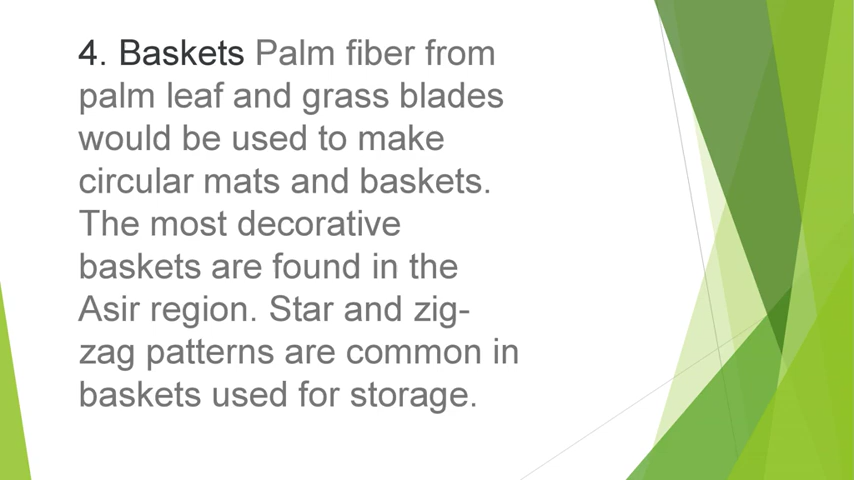 4. Baskets Palm fiber from
palm leaf and grass blades
would be used to make
circular mats and baskets.
The most decorative
baskets are found in the
Asir region. Star and zig-
zag patterns are common in
baskets used for storage.